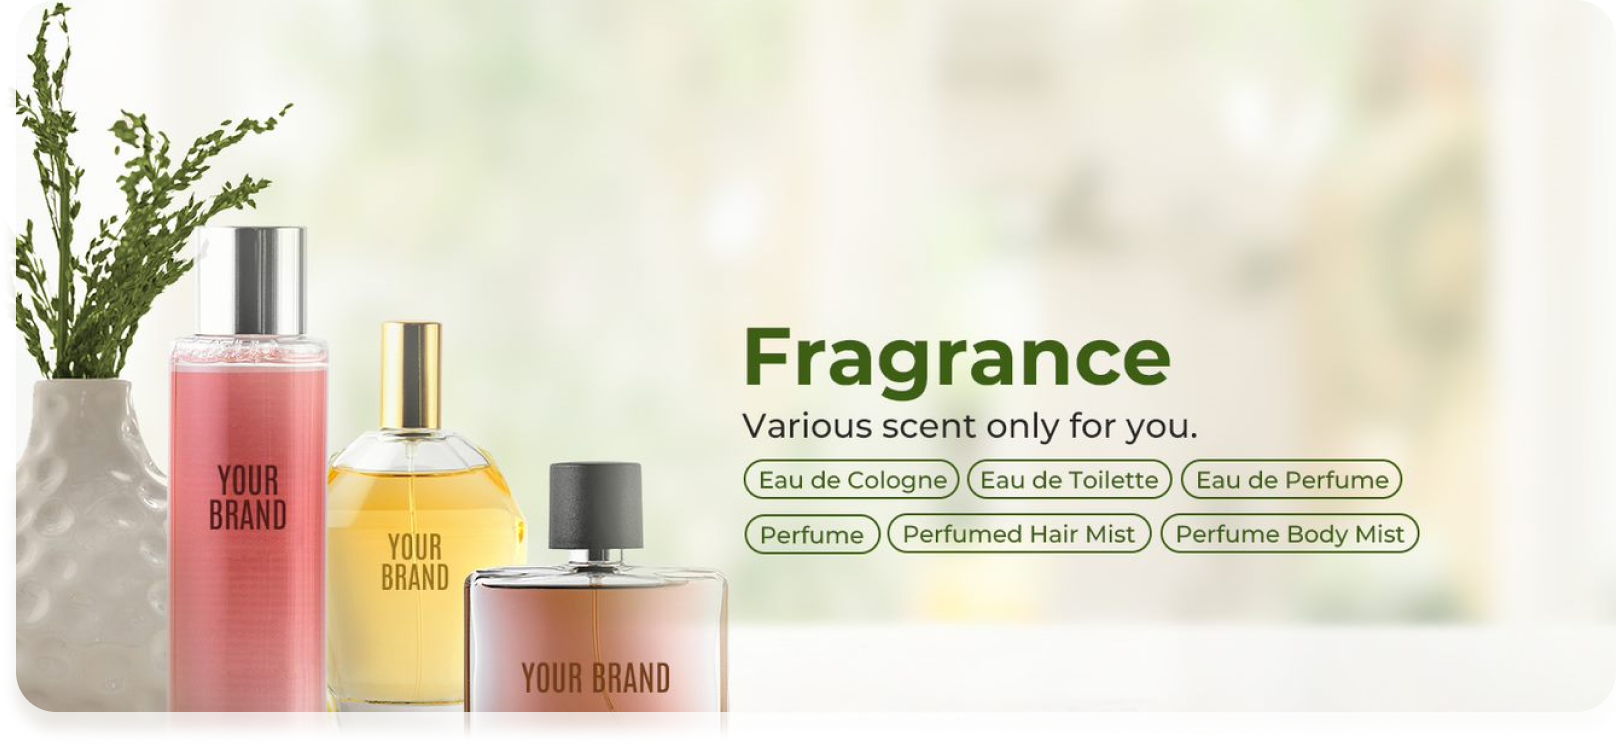 Fragrance
Various scent only for you.
Eau de Cologne
Eau de Toilette
Eau de Perfume
Perfume
Perfumed Hair Mist
Perfume Body Mist
YOUR
BRAND
YOUR
BRAND
YOUR BRAND